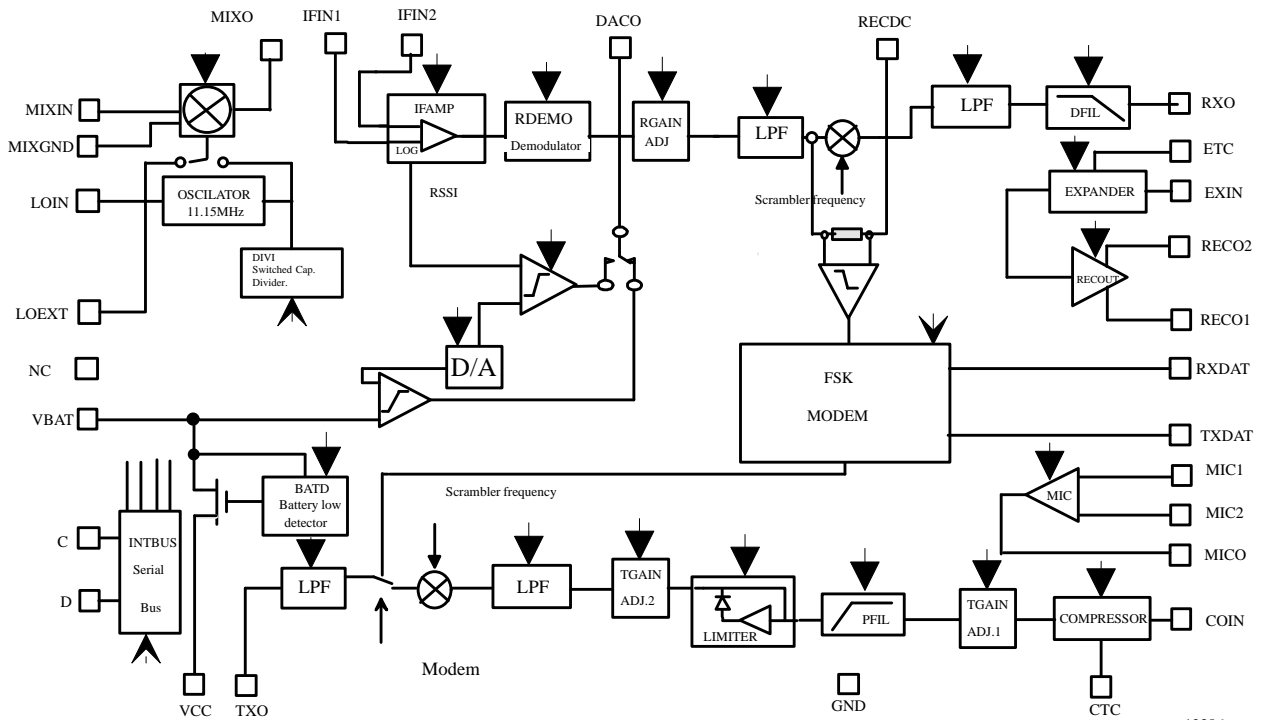 MIXO
IFIN1
IFIN2
DACO
RECDC
MIXIN
MIXGND
LOIN
LOEXT
NC
VBAT
C
D
OSCILATOR
11.15MHz
DIVI
Switched Cap.
Divider.
IFAMP
LOG
RSSI
RDEMO
Demodulator
RGAIN
ADJ
LPF
Scrambler frequency
LPF
DFIL
RXO
ETC
EXPANDER
EXIN
RECO2
RECOUT
RECO1
D/A
FSK
MODEM
RXDAT
TXDAT
MIC1
MIC
MIC2
MICO
BATD
Battery low
detector
INTBUS
Serial
Bus
LPF
Scrambler frequency
LPF
TGAIN
ADJ.2
LIMITER
PFIL
TGAIN
ADJ.1
COMPRESSOR
COIN
Modem
VCC
TXO
GND
CTC